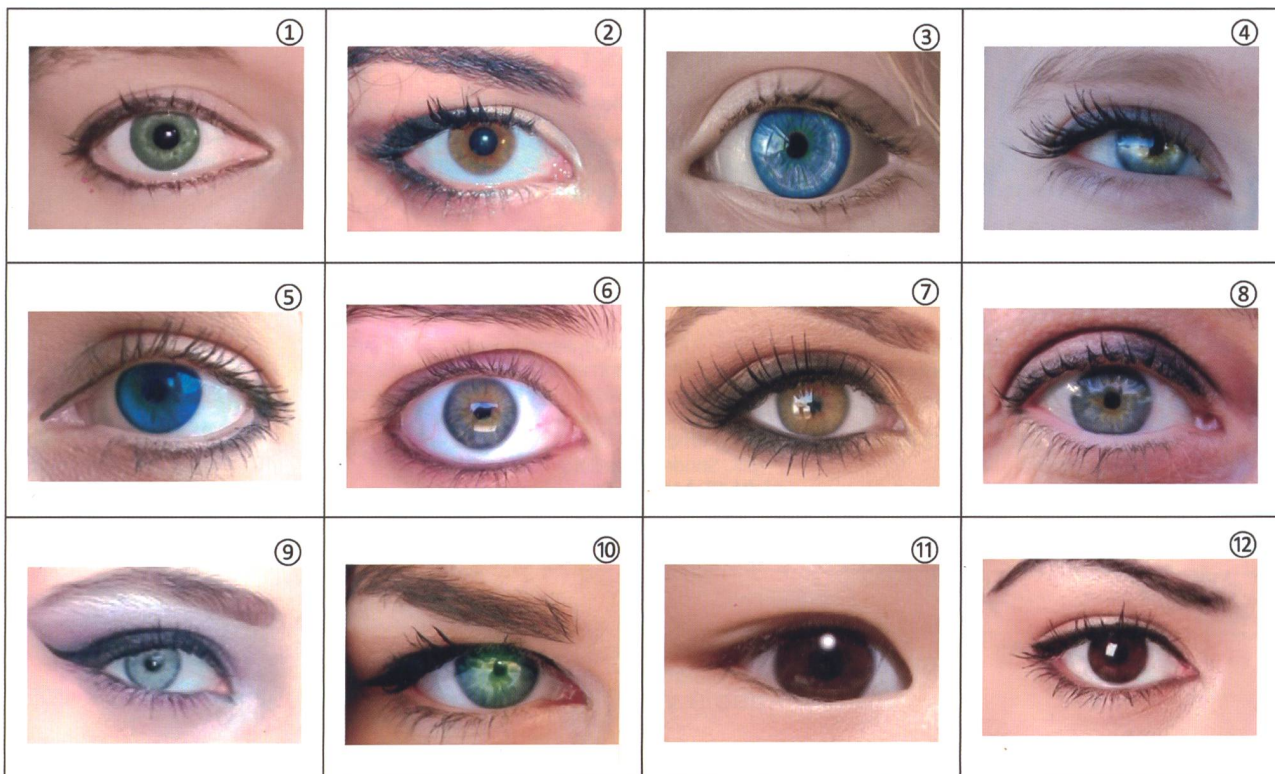 ① ② ③ ④
⑤ ⑥ ⑦ ⑧
⑨ ⑩ ⑪ ⑫